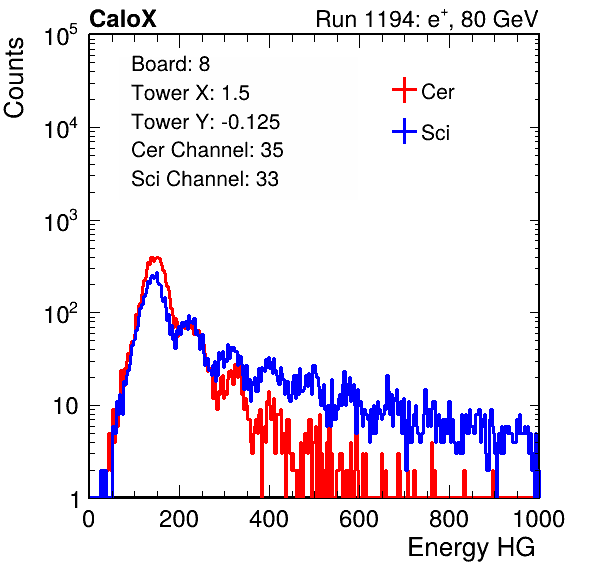 CaloX Run 1194: e⁺, 80 GeV
Counts
10⁵
10⁴
10³
10²
10
1
Board: 8
Tower X: 1.5
Tower Y: -0.125
Cer Channel: 35
Sci Channel: 33
Cer
Sci
0 200 400 600 800 1000
Energy HG